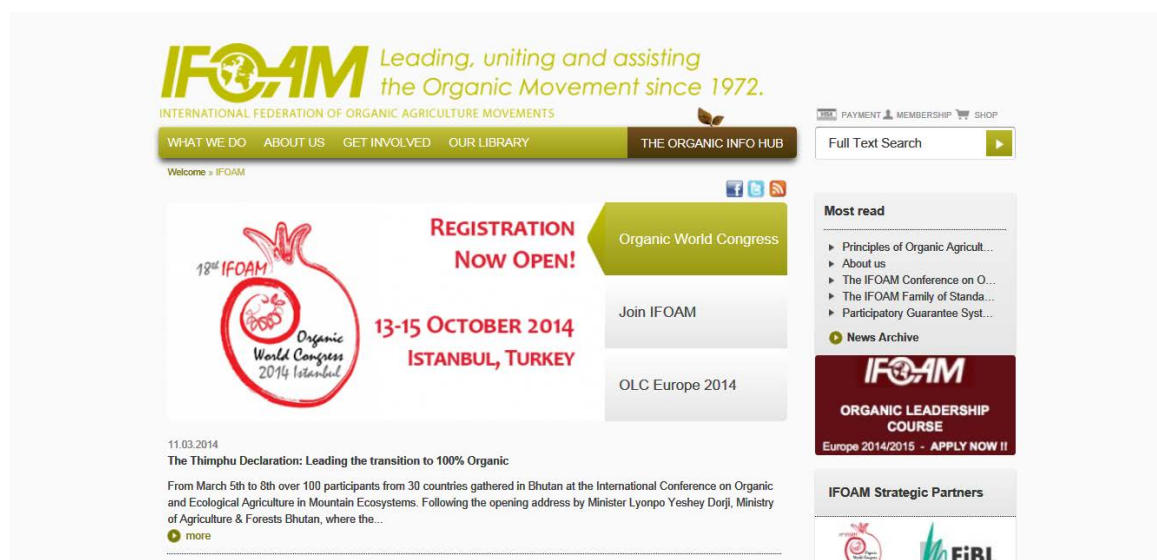 IFOAM
Leading, uniting and assisting
the Organic Movement since 1972.
INTERNATIONAL FEDERATION OF ORGANIC AGRICULTURE MOVEMENTS
VISA PAYMENT MEMBERSHIP SHOP
WHAT WE DO ABOUT US GET INVOLVED OUR LIBRARY THE ORGANIC INFO HUB
Full Text Search
Welcome » IFOAM
REGISTRATION
NOW OPEN!
18th IFOAM
Organic
World Congress
2014 Istanbul
13-15 OCTOBER 2014
ISTANBUL, TURKEY
Organic World Congress
Join IFOAM
OLC Europe 2014
Most read
Principles of Organic Agricult...
About us
The IFOAM Conference on O...
The IFOAM Family of Standa...
Participatory Guarantee Syst...
News Archive
IFOAM
ORGANIC LEADERSHIP
COURSE
Europe 2014/2015 - APPLY NOW !!
11.03.2014
The Thimphu Declaration: Leading the transition to 100% Organic
From March 5th to 8th over 100 participants from 30 countries gathered in Bhutan at the International Conference on Organic
and Ecological Agriculture in Mountain Ecosystems. Following the opening address by Minister Lyonpo Yeshey Dorji, Ministry
of Agriculture & Forests Bhutan, where the...
more
IFOAM Strategic Partners
IFOAM
Organic
World Congress
FiBL